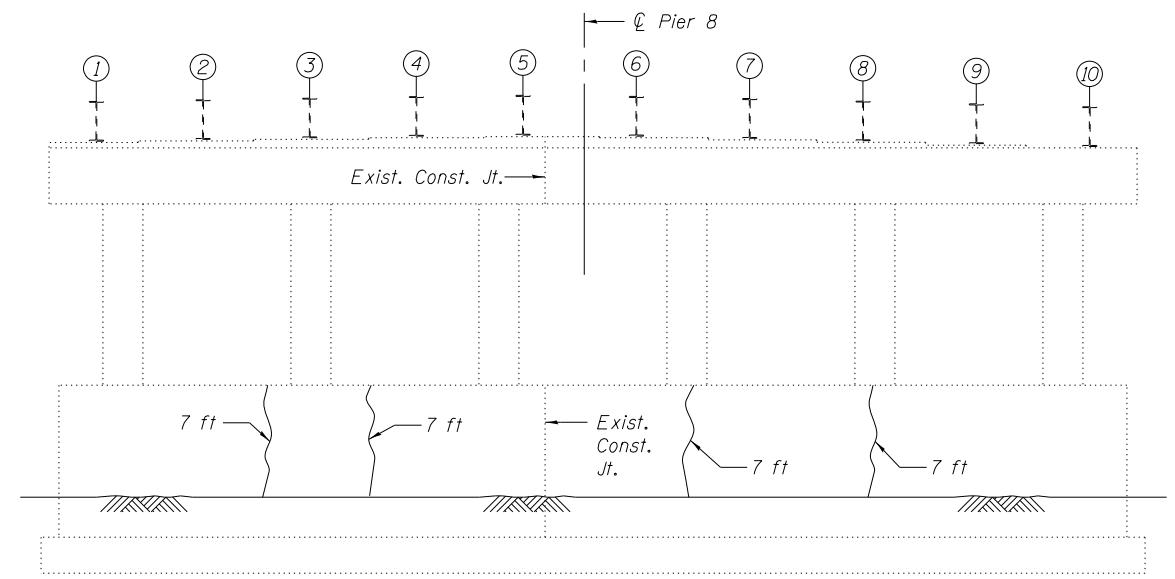 ℄ Pier 8
1 2 3 4 5 6 7 8 9 10
Exist. Const. Jt.
7 ft
7 ft
Exist.
Const.
Jt.
7 ft
7 ft